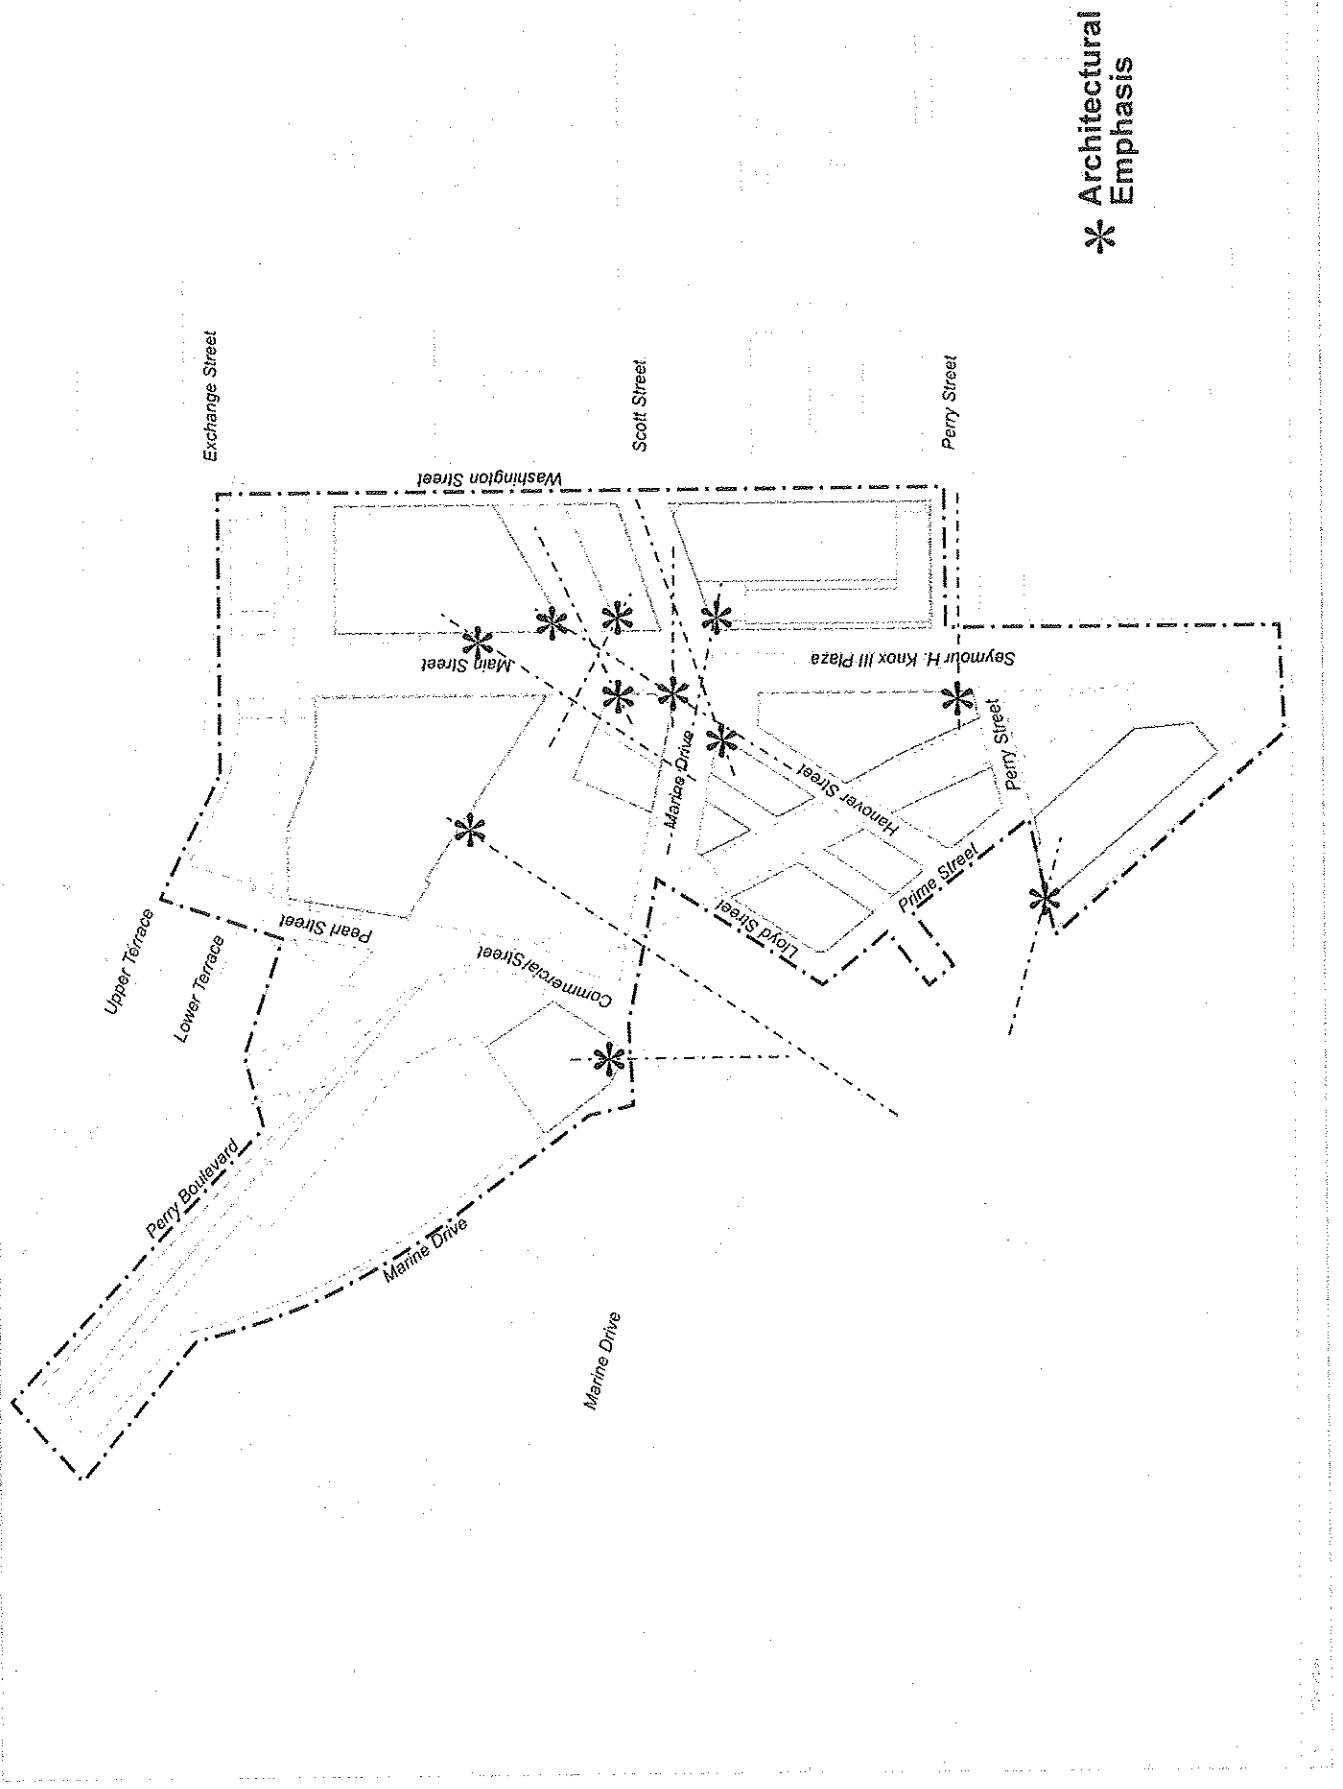 * Architectural
Emphasis
Exchange Street
Scott Street
Perry Street
Washington Street
Main Street
Seymour H. Knox III Plaza
Marine Drive
Hanover Street
Perry Street
Prime Street
Lloyd Street
Pearl Street
Commercial Street
Upper Terrace
Lower Terrace
Perry Boulevard
Marine Drive
Marine Drive